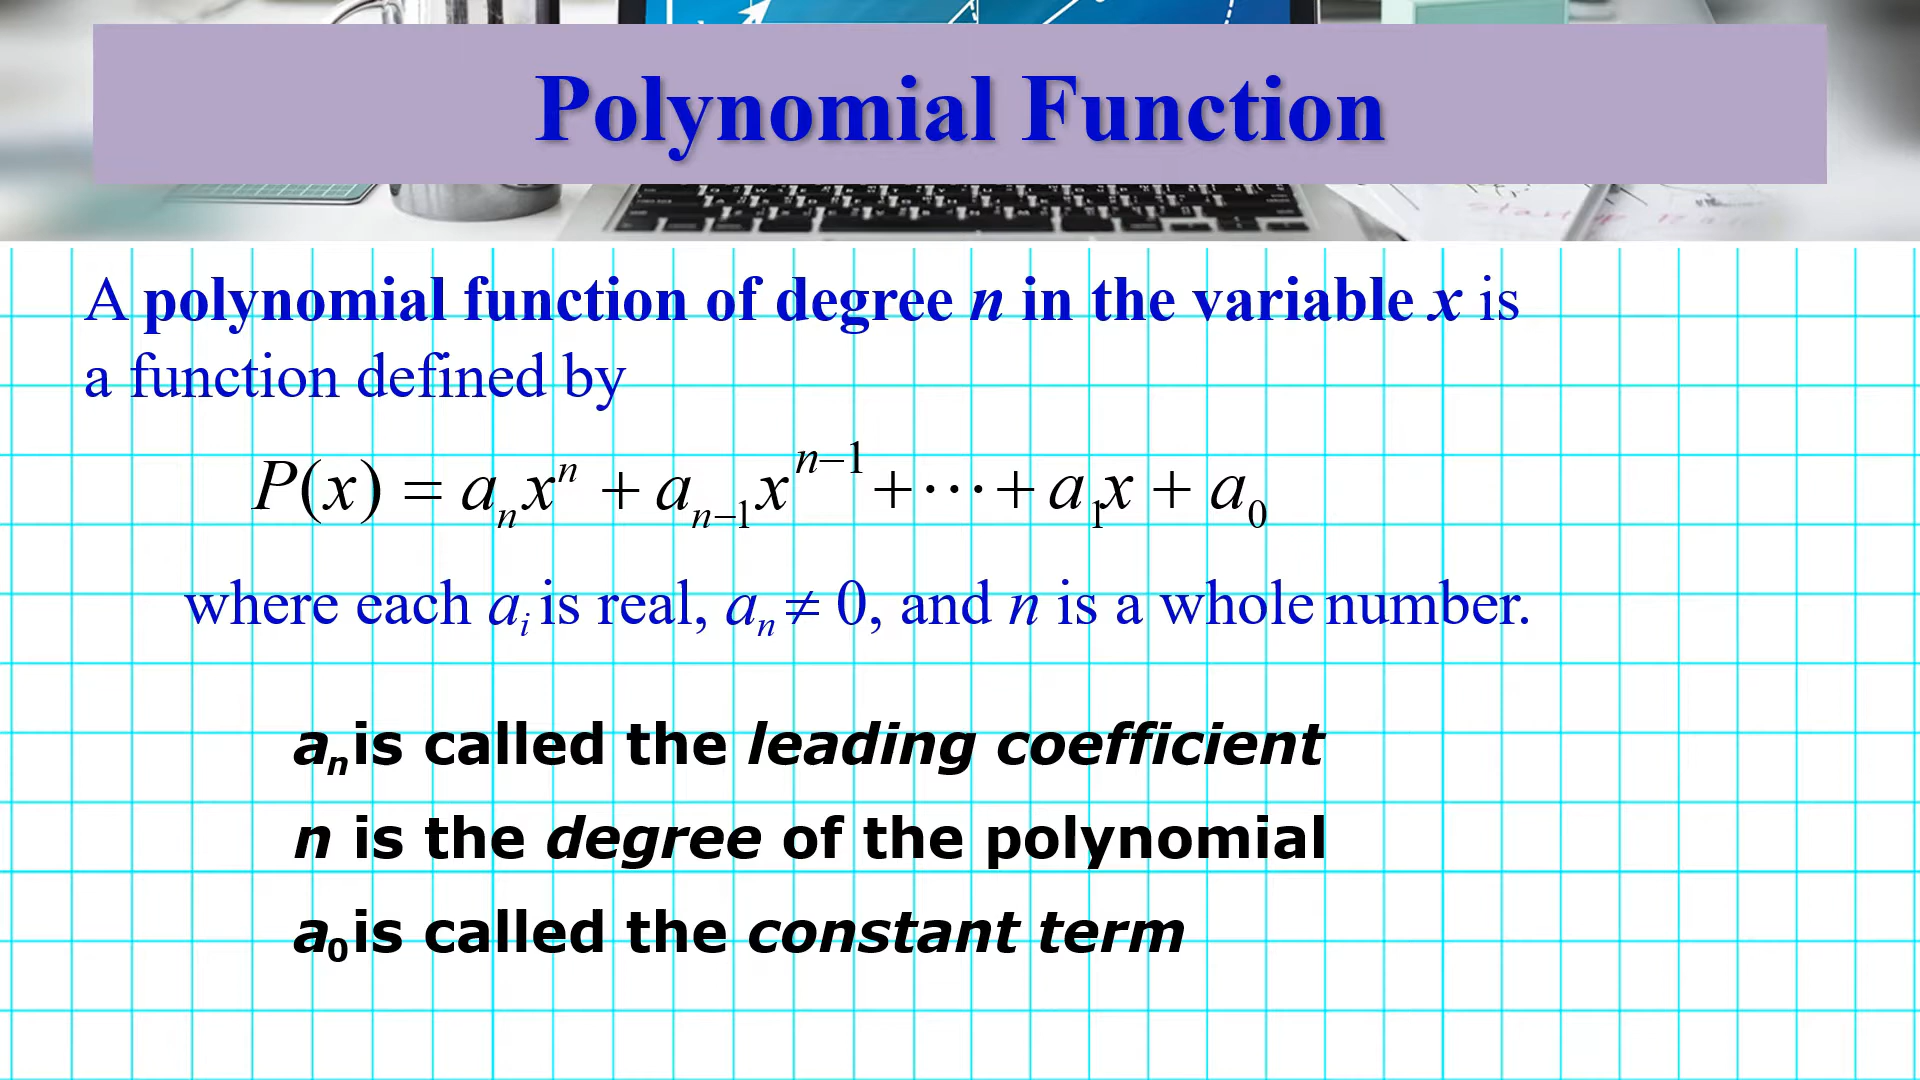 Polynomial Function
A polynomial function of degree n in the variable x is
a function defined by
P(x) = aₙxⁿ + aₙ₋₁xⁿ⁻¹ + ⋯ + a₁x + a₀
where each aᵢ is real, aₙ ≠ 0, and n is a whole number.
aₙ is called the leading coefficient
n is the degree of the polynomial
a₀ is called the constant term